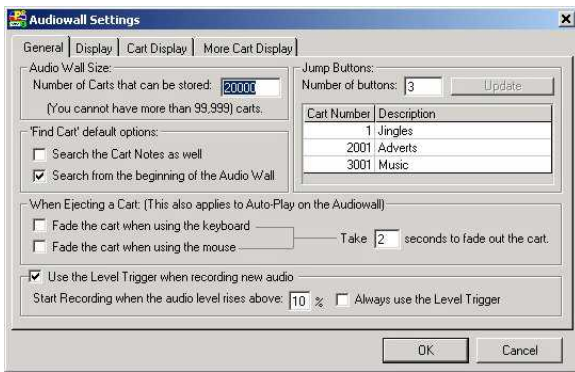 Audiowall Settings
General Display Cart Display More Cart Display
Audio Wall Size:
Number of Carts that can be stored: 20000
(You cannot have more than 99,999) carts.
Jump Buttons:
Number of buttons: 3 Update
Cart Number Description
1 Jingles
2001 Adverts
3001 Music
'Find Cart' default options:
Search the Cart Notes as well
Search from the beginning of the Audio Wall
When Ejecting a Cart: (This also applies to Auto-Play on the Audiowall)
Fade the cart when using the keyboard
Fade the cart when using the mouse
Take 2 seconds to fade out the cart.
Use the Level Trigger when recording new audio
Start Recording when the audio level rises above: 10 % Always use the Level Trigger
OK Cancel